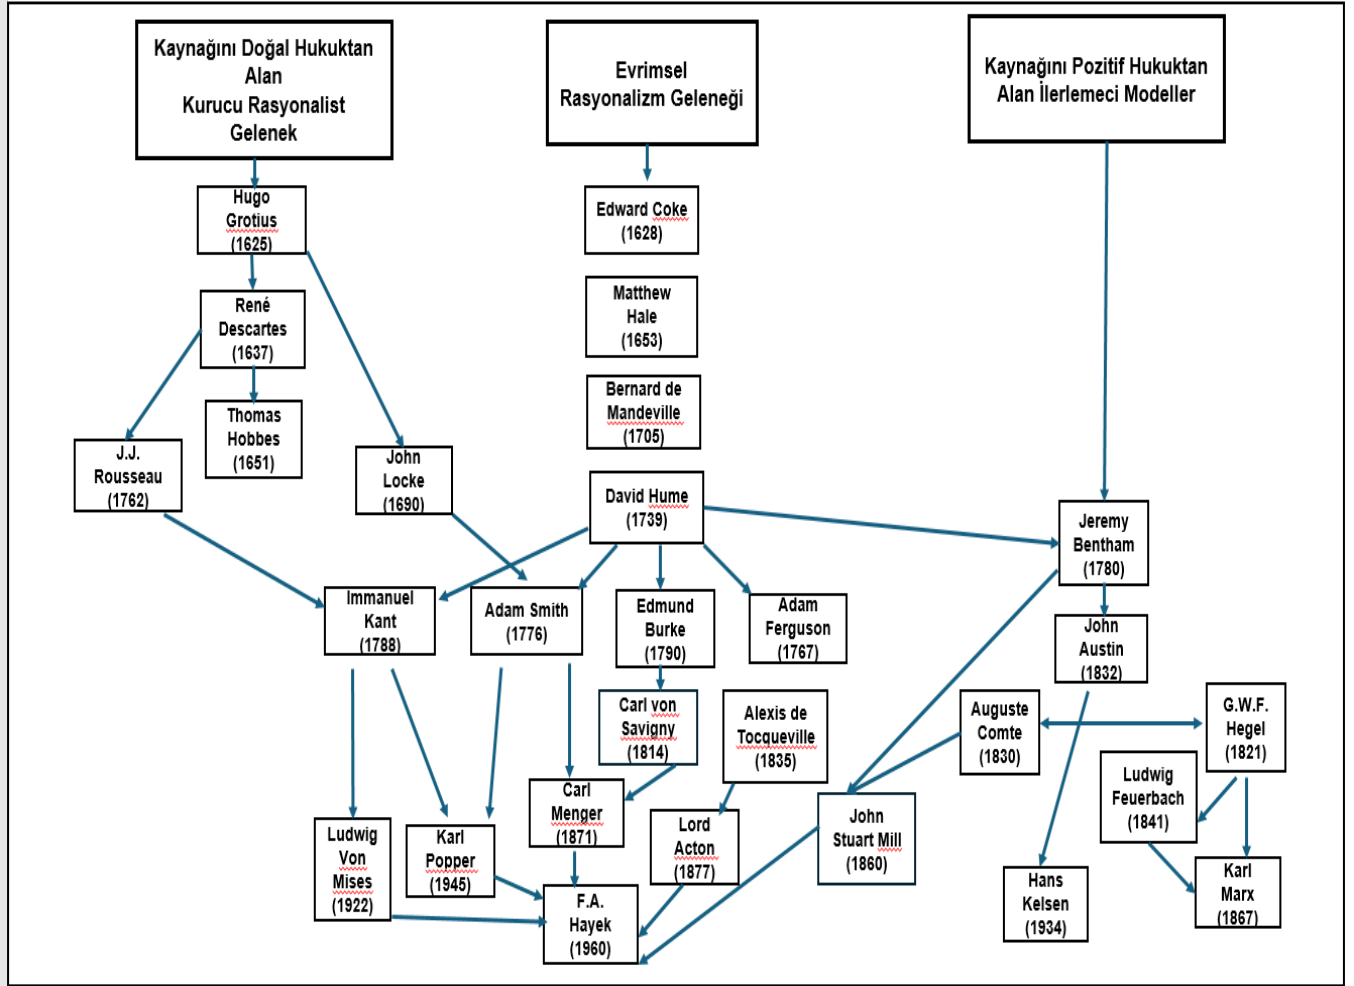 Kaynağını Doğal Hukuktan
Alan
Kurucu Rasyonalist
Gelenek
Evrimsel
Rasyonalizm Geleneği
Kaynağını Pozitif Hukuktan
Alan İlerlemeci Modeller
Hugo
Grotius
(1625)
Edward Coke
(1628)
René
Descartes
(1637)
Matthew
Hale
(1653)
Thomas
Hobbes
(1651)
Bernard de
Mandeville
(1705)
J.J.
Rousseau
(1762)
John
Locke
(1690)
David Hume
(1739)
Jeremy
Bentham
(1780)
Immanuel
Kant
(1788)
Adam Smith
(1776)
Edmund
Burke
(1790)
Adam
Ferguson
(1767)
John
Austin
(1832)
Carl von
Savigny
(1814)
Alexis de
Tocqueville
(1835)
Auguste
Comte
(1830)
G.W.F.
Hegel
(1821)
Ludwig
Feuerbach
(1841)
Carl
Menger
(1871)
Ludwig
Von
Mises
(1922)
Karl
Popper
(1945)
Lord
Acton
(1877)
John
Stuart Mill
(1860)
F.A.
Hayek
(1960)
Hans
Kelsen
(1934)
Karl
Marx
(1867)